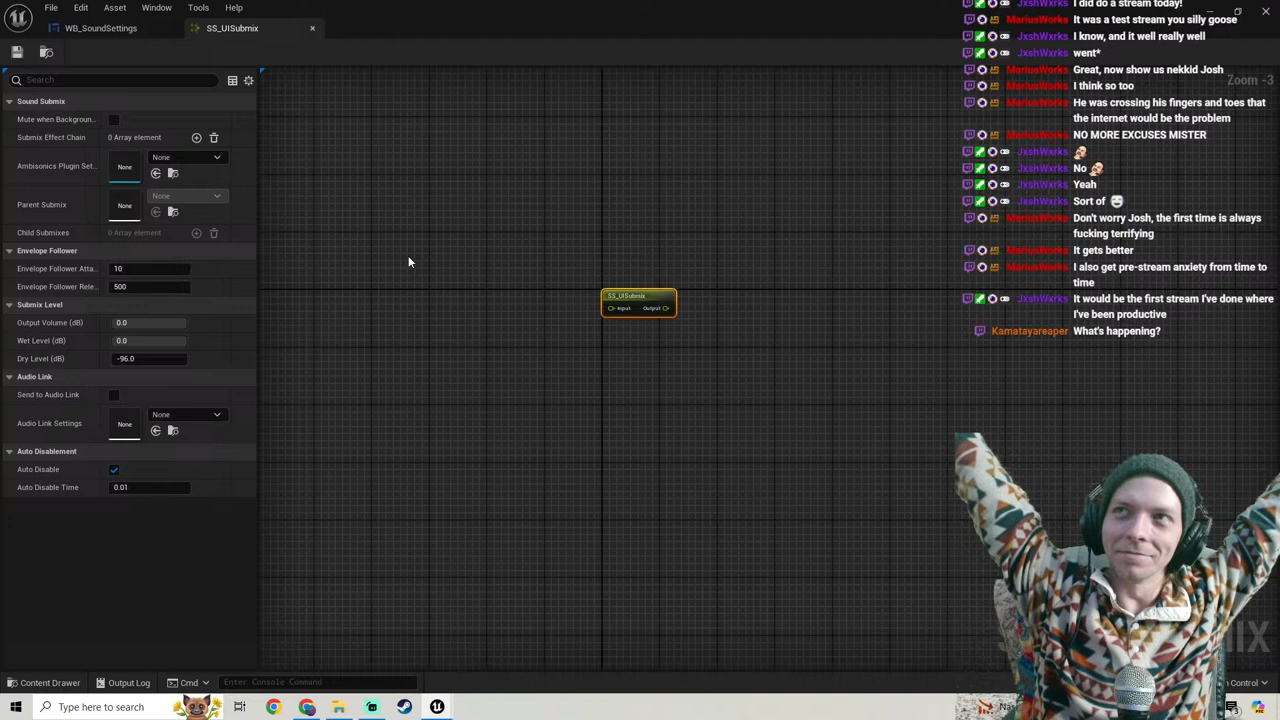 File Edit Asset Window Tools Help
WB_SoundSettings
SS_UISubmix
Search
Sound Submix
Mute when Backgroun..
Submix Effect Chain 0 Array element
Ambisonics Plugin Set.. None None
Parent Submix None None
Child Submixes 0 Array element
Envelope Follower
Envelope Follower Atta.. 10
Envelope Follower Rele.. 500
Submix Level
Output Volume (dB) 0.0
Wet Level (dB) 0.0
Dry Level (dB) -96.0
Audio Link
Send to Audio Link
Audio Link Settings None None
Auto Disablement
Auto Disable
Auto Disable Time 0.01
Zoom -3
SS_UISubmix
Input Output
JxshWxrks I did do a stream today!
MariusWorks It was a test stream you silly goose
JxshWxrks I know, and it well really well
JxshWxrks went*
MariusWorks Great, now show us nekkid Josh
MariusWorks I think so too
MariusWorks He was crossing his fingers and toes that
the internet would be the problem
MariusWorks NO MORE EXCUSES MISTER
JxshWxrks
JxshWxrks No
JxshWxrks Yeah
JxshWxrks Sort of
MariusWorks Don't worry Josh, the first time is always
fucking terrifying
MariusWorks It gets better
MariusWorks I also get pre-stream anxiety from time to
time
JxshWxrks It would be the first stream I've done where
I've been productive
Kamatayareaper What's happening?
Content Drawer Output Log Cmd Enter Console Command
Control
Type here to search